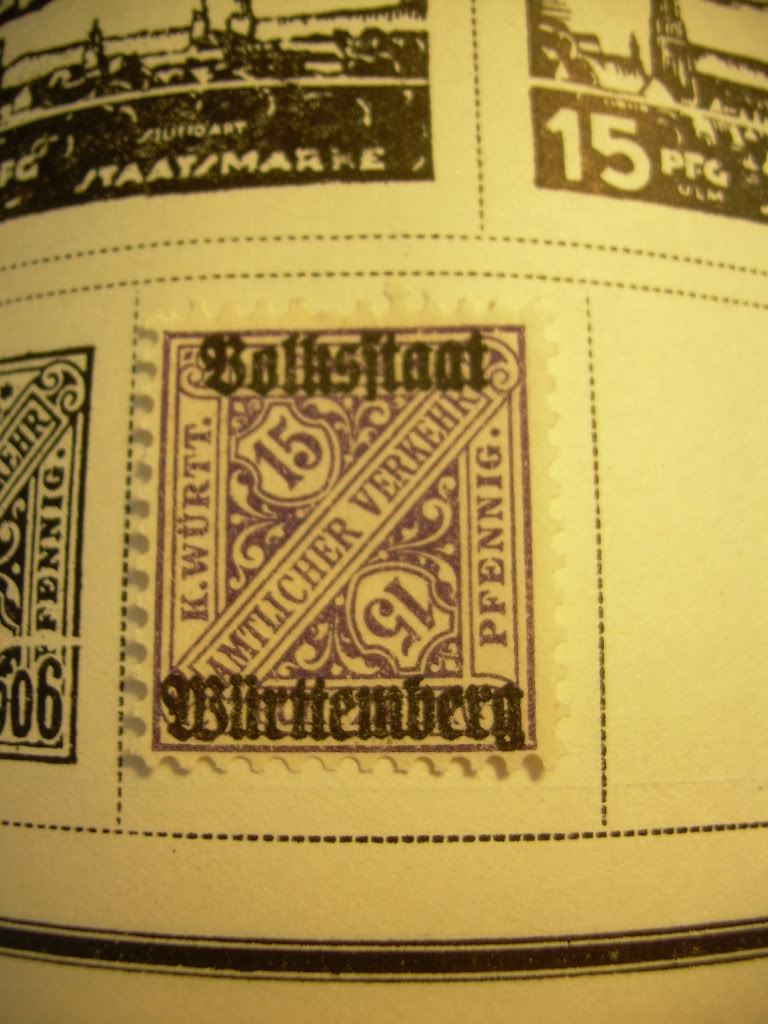 STUTTGART
PFG STAATSMARKE
15 PFG
ULM
Volksstaat
K.WÜRTT.
15
AMTLICHER VERKEHR
15
PFENNIG.
Württemberg
KEHR
PFENNIG.
906